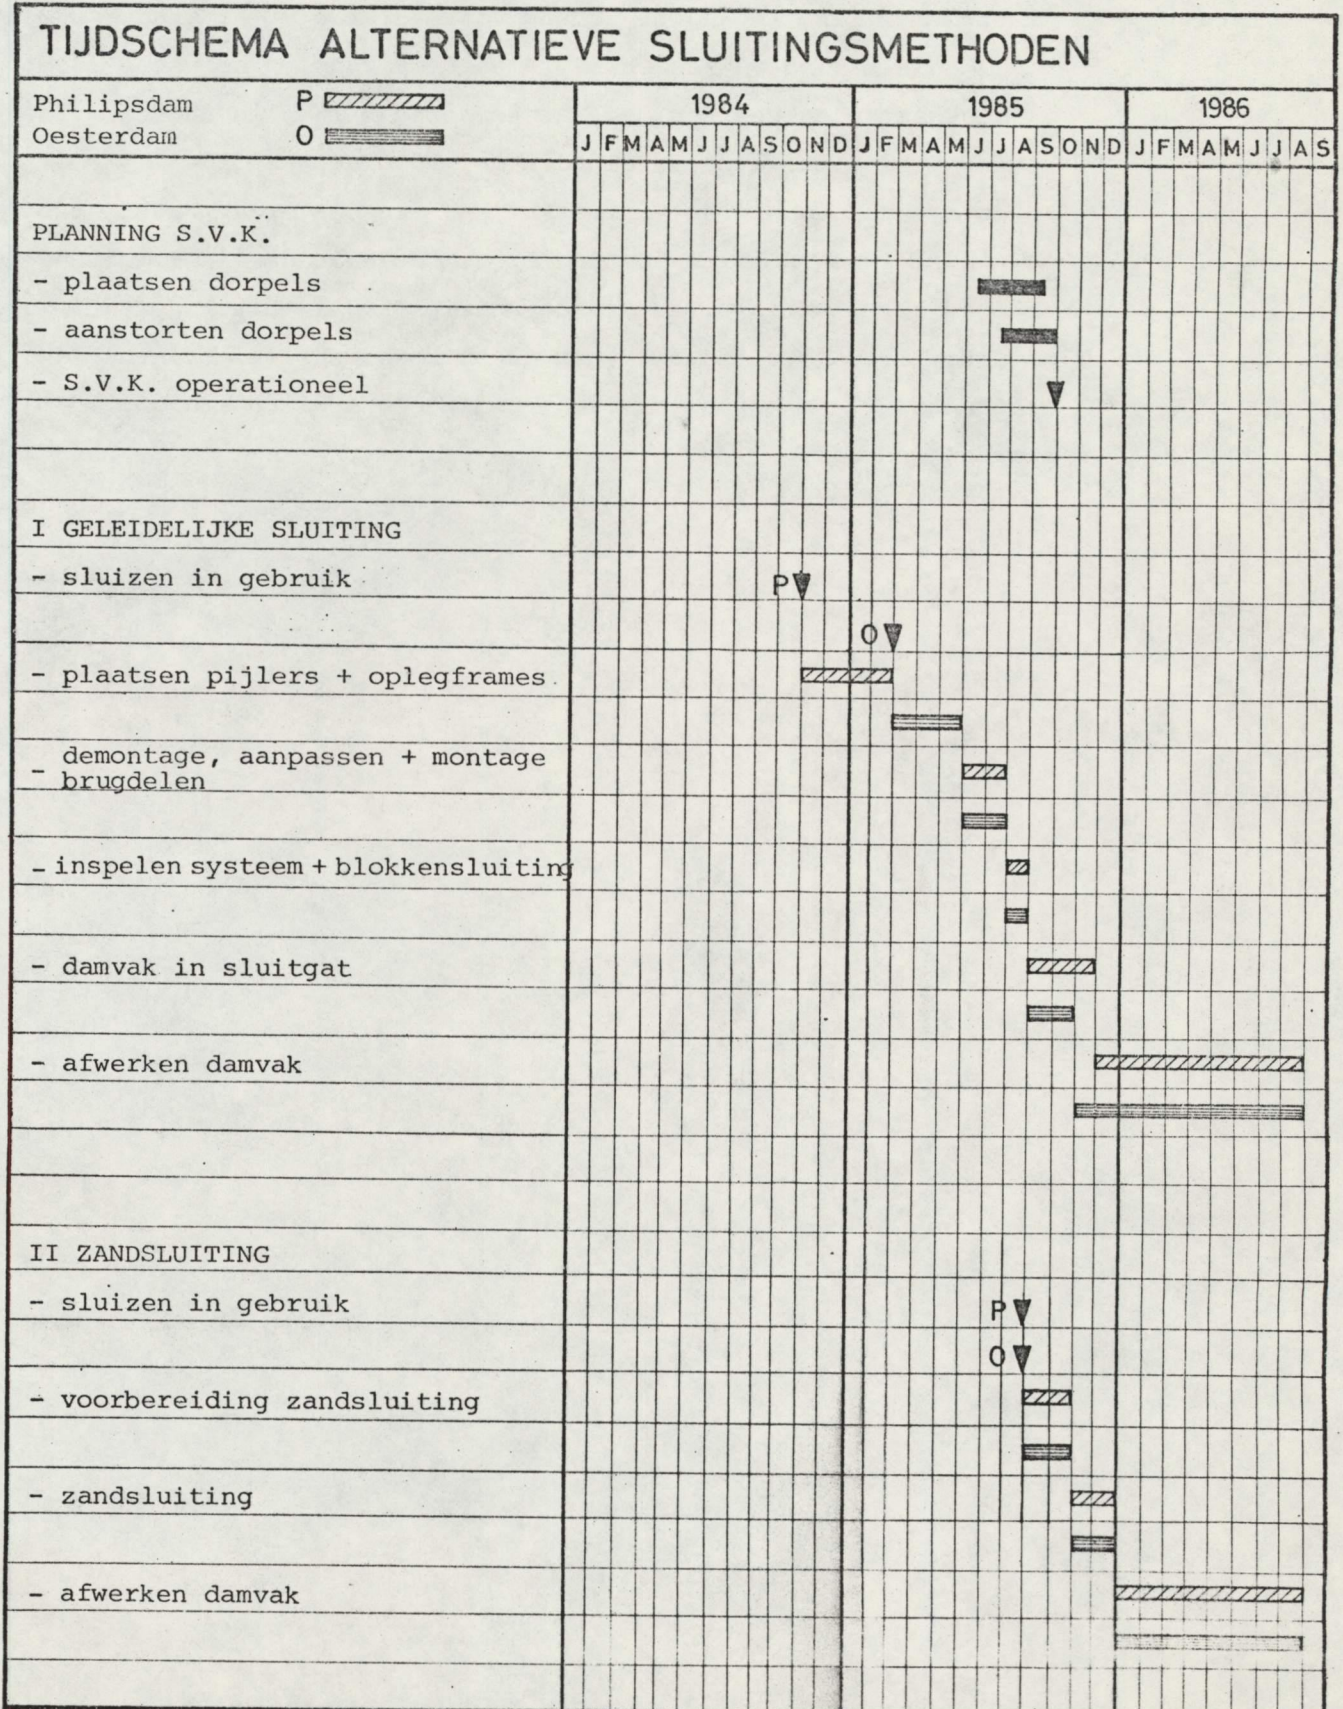 TIJDSCHEMA ALTERNATIEVE SLUITINGSMETHODEN
Philipsdam P
Oesterdam O
1984 1985 1986
J F M A M J J A S O N D J F M A M J J A S O N D J F M A M J J A S
PLANNING S.V.K.
- plaatsen dorpels
- aanstorten dorpels
- S.V.K. operationeel
I GELEIDELIJKE SLUITING
- sluizen in gebruik
P
O
- plaatsen pijlers + oplegframes
- demontage, aanpassen + montage
brugdelen
- inspelen systeem + blokkensluiting
- damvak in sluitgat
- afwerken damvak
II ZANDSLUITING
- sluizen in gebruik
P
O
- voorbereiding zandsluiting
- zandsluiting
- afwerken damvak